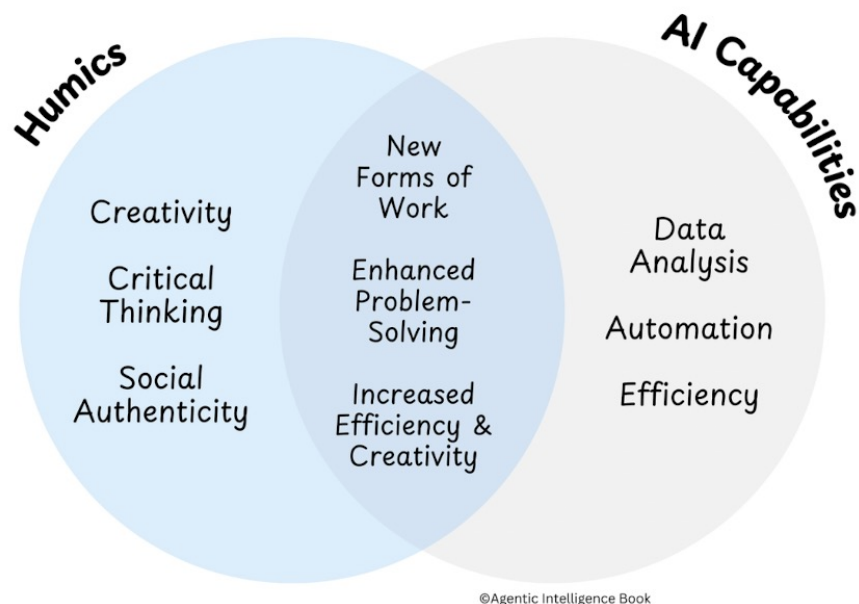 Humics
AI Capabilities
Creativity
Critical
Thinking
Social
Authenticity
New
Forms of
Work
Enhanced
Problem-
Solving
Increased
Efficiency &
Creativity
Data
Analysis
Automation
Efficiency
©Agentic Intelligence Book